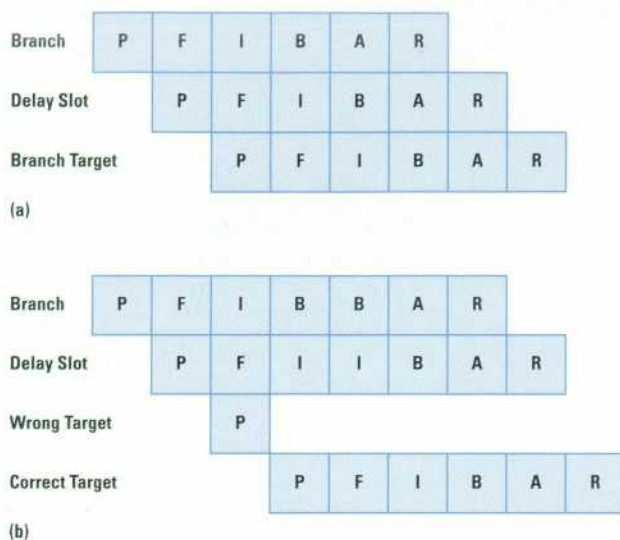 Branch P F I B A R
Delay Slot P F I B A R
Branch Target P F I B A R
(a)
Branch P F I B B A R
Delay Slot P F I I B A R
Wrong Target P
Correct Target P F I B A R
(b)